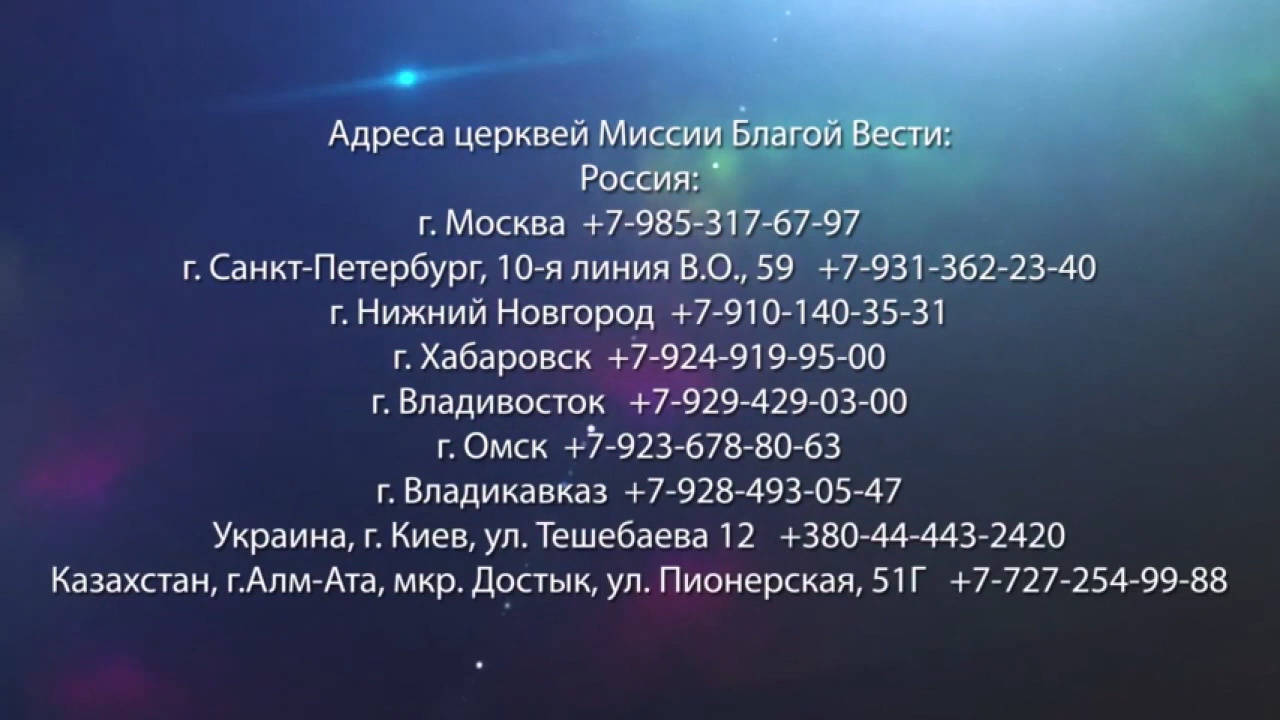 Адреса церквей Миссии Благой Вести:
Россия:
г. Москва +7-985-317-67-97
г. Санкт-Петербург, 10-я линия В.О., 59 +7-931-362-23-40
г. Нижний Новгород +7-910-140-35-31
г. Хабаровск +7-924-919-95-00
г. Владивосток +7-929-429-03-00
г. Омск +7-923-678-80-63
г. Владикавказ +7-928-493-05-47
Украина, г. Киев, ул. Тешебаева 12 +380-44-443-2420
Казахстан, г.Алм-Ата, мкр. Достык, ул. Пионерская, 51Г +7-727-254-99-88